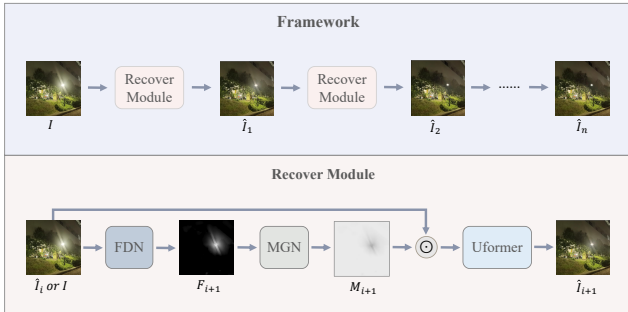 Framework
Recover Module
Recover Module
......
I
Î₁
Î₂
Îₙ
Recover Module
FDN
MGN
⊙
Uformer
Îᵢ or I
Fᵢ₊₁
Mᵢ₊₁
Îᵢ₊₁